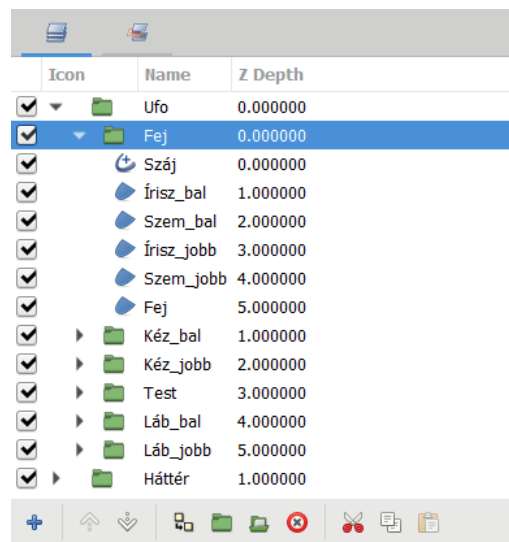 Icon Name Z Depth
Ufo 0.000000
Fej 0.000000
Száj 0.000000
Írisz_bal 1.000000
Szem_bal 2.000000
Írisz_jobb 3.000000
Szem_jobb 4.000000
Fej 5.000000
Kéz_bal 1.000000
Kéz_jobb 2.000000
Test 3.000000
Láb_bal 4.000000
Láb_jobb 5.000000
Háttér 1.000000